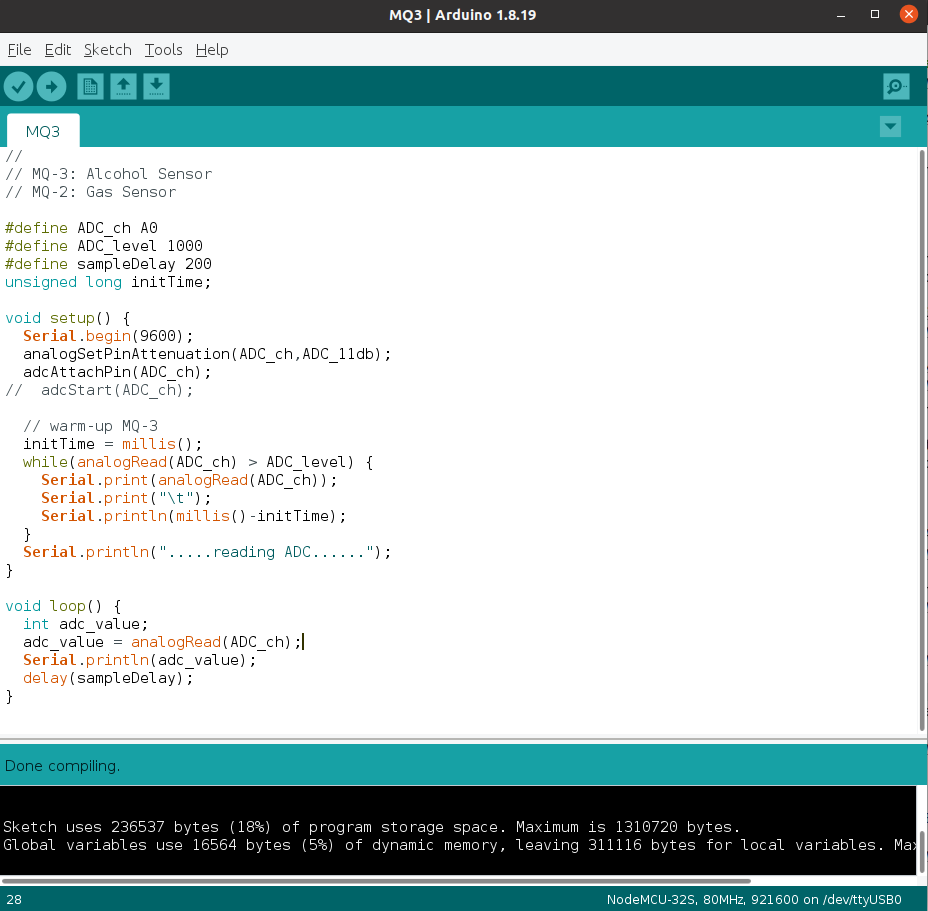 MQ3 | Arduino 1.8.19
File Edit Sketch Tools Help
MQ3
//
// MQ-3: Alcohol Sensor
// MQ-2: Gas Sensor
#define ADC_ch A0
#define ADC_level 1000
#define sampleDelay 200
unsigned long initTime;
void setup() {
  Serial.begin(9600);
  analogSetPinAttenuation(ADC_ch,ADC_11db);
  adcAttachPin(ADC_ch);
//  adcStart(ADC_ch);
  // warm-up MQ-3
  initTime = millis();
  while(analogRead(ADC_ch) > ADC_level) {
    Serial.print(analogRead(ADC_ch));
    Serial.print("\t");
    Serial.println(millis()-initTime);
  }
  Serial.println(".....reading ADC......");
}
void loop() {
  int adc_value;
  adc_value = analogRead(ADC_ch);
  Serial.println(adc_value);
  delay(sampleDelay);
}
Done compiling.
Sketch uses 236537 bytes (18%) of program storage space. Maximum is 1310720 bytes.
Global variables use 16564 bytes (5%) of dynamic memory, leaving 311116 bytes for local variables.
28
NodeMCU-32S, 80MHz, 921600 on /dev/ttyUSB0